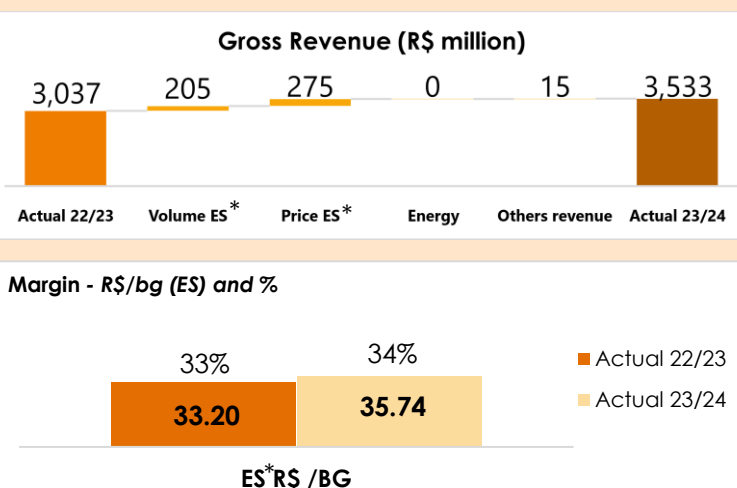 Gross Revenue (R$ million)
3,037 205 275 0 15 3,533
Actual 22/23 Volume ES* Price ES* Energy Others revenue Actual 23/24
Margin - R$/bg (ES) and %
33% 34%
33.20 35.74
Actual 22/23
Actual 23/24
ES*R$ /BG